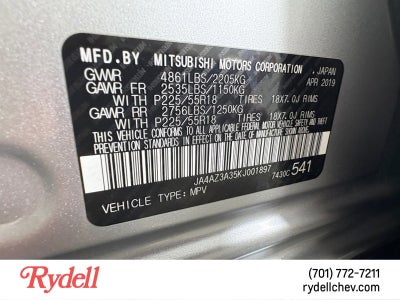 MFD.BY MITSUBISHI MOTORS CORPORATION, JAPAN
GVWR 4861LBS/2205KG APR 2019
GAWR FR 2535LBS/1150KG
WITH P225/55R18 TIRES 18X7.0J RIMS
GAWR RR 2756LBS/1250KG
WITH P225/55R18 TIRES 18X7.0J RIMS
THIS VEHICLE CONFORMS TO ALL APPLICABLE U.S. FEDERAL
MOTOR VEHICLE SAFETY, BUMPER, AND THEFT
PREVENTION STANDARDS IN EFFECT ON THE DATE OF
MANUFACTURE SHOWN ABOVE.
JA4AZ3A35KJ001897
7430C 541
VEHICLE TYPE: MPV
Rydell
(701) 772-7211
rydellchev.com